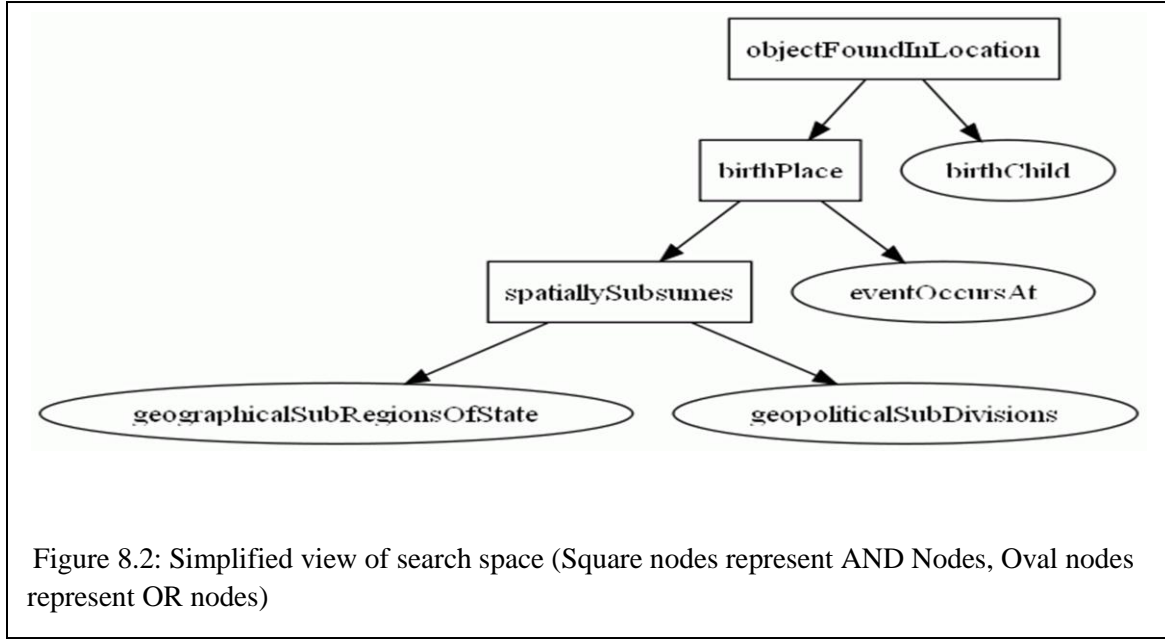 objectFoundInLocation
birthPlace
birthChild
spatiallySubsumes
eventOccursAt
geographicalSubRegionsOfState
geopoliticalSubDivisions
Figure 8.2: Simplified view of search space (Square nodes represent AND Nodes, Oval nodes
represent OR nodes)